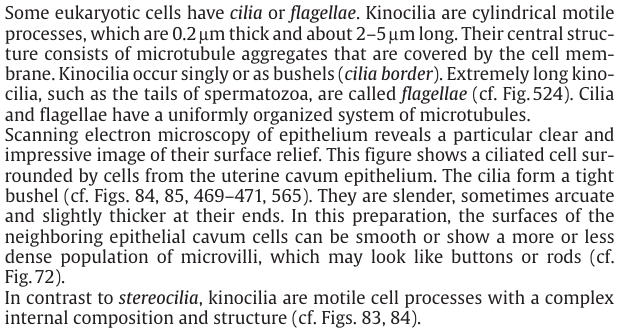 Some eukaryotic cells have cilia or flagellae. Kinocilia are cylindrical motile
processes, which are 0.2 µm thick and about 2–5 µm long. Their central struc-
ture consists of microtubule aggregates that are covered by the cell mem-
brane. Kinocilia occur singly or as bushels (cilia border). Extremely long kino-
cilia, such as the tails of spermatozoa, are called flagellae (cf. Fig. 524). Cilia
and flagellae have a uniformly organized system of microtubules.
Scanning electron microscopy of epithelium reveals a particular clear and
impressive image of their surface relief. This figure shows a ciliated cell sur-
rounded by cells from the uterine cavum epithelium. The cilia form a tight
bushel (cf. Figs. 84, 85, 469–471, 565). They are slender, sometimes arcuate
and slightly thicker at their ends. In this preparation, the surfaces of the
neighboring epithelial cavum cells can be smooth or show a more or less
dense population of microvilli, which may look like buttons or rods (cf.
Fig. 72).
In contrast to stereocilia, kinocilia are motile cell processes with a complex
internal composition and structure (cf. Figs. 83, 84).